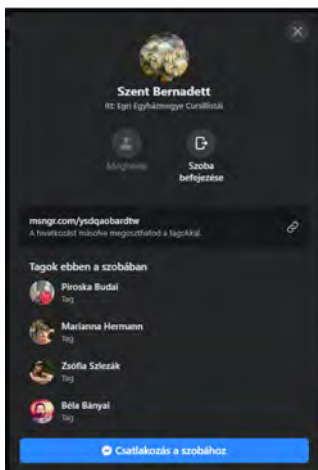 Szent Bernadett
itt: Egri Egyházmegye Cursillistái
Meghívás
Szoba
befejezése
msngr.com/ysdqaobardtw
A hivatkozást másolve megoszthatod a tagokkal.
Tagok ebben a szobában
Piroska Budai
Tag
Marianna Hermann
Tag
Zsófia Szlezák
Tag
Béla Bányai
Tag
Csatlakozás a szobához